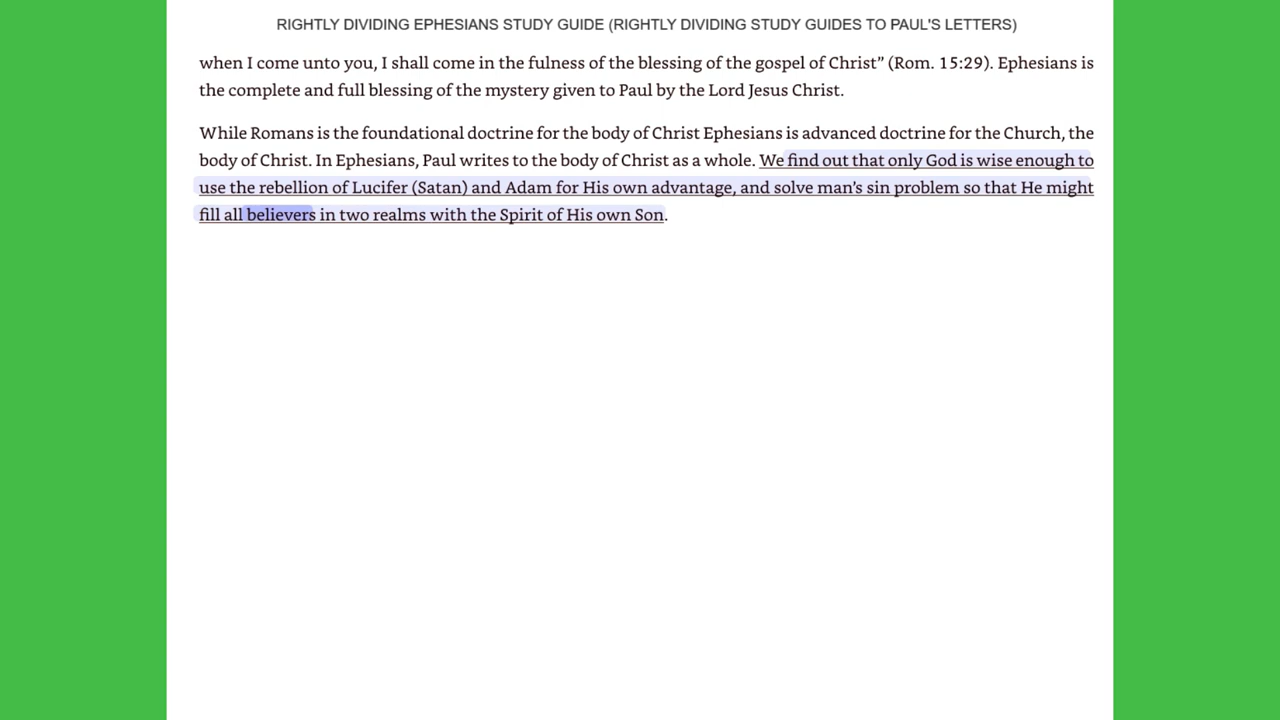 RIGHTLY DIVIDING EPHESIANS STUDY GUIDE (RIGHTLY DIVIDING STUDY GUIDES TO PAUL'S LETTERS)
when I come unto you, I shall come in the fulness of the blessing of the gospel of Christ” (Rom. 15:29). Ephesians is
the complete and full blessing of the mystery given to Paul by the Lord Jesus Christ.
While Romans is the foundational doctrine for the body of Christ Ephesians is advanced doctrine for the Church, the
body of Christ. In Ephesians, Paul writes to the body of Christ as a whole. We find out that only God is wise enough to
use the rebellion of Lucifer (Satan) and Adam for His own advantage, and solve man’s sin problem so that He might
fill all believers in two realms with the Spirit of His own Son.